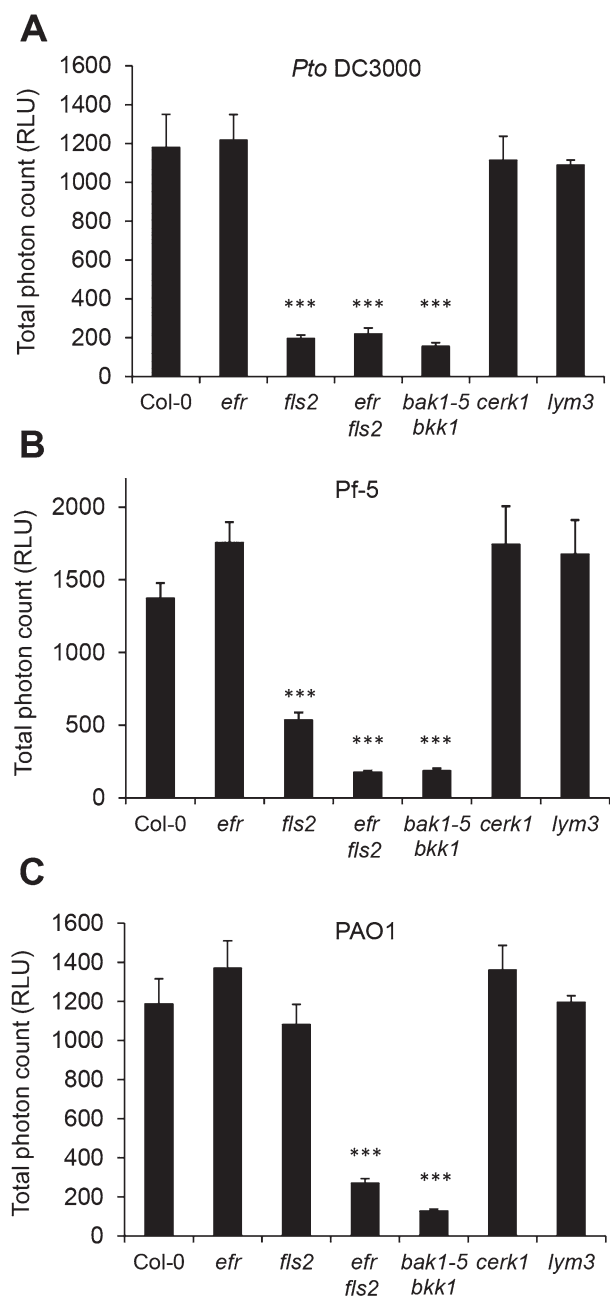 A
Pto DC3000
Total photon count (RLU)
1600
1400
1200
1000
800
600
400
200
0
*** *** ***
Col-0 efr fls2 efr bak1-5 cerk1 lym3
fls2 bkk1
B
Pf-5
Total photon count (RLU)
2000
1500
1000
500
0
***
*** ***
Col-0 efr fls2 efr bak1-5 cerk1 lym3
fls2 bkk1
C
PAO1
Total photon count (RLU)
1600
1400
1200
1000
800
600
400
200
0
***
***
Col-0 efr fls2 efr bak1-5 cerk1 lym3
fls2 bkk1